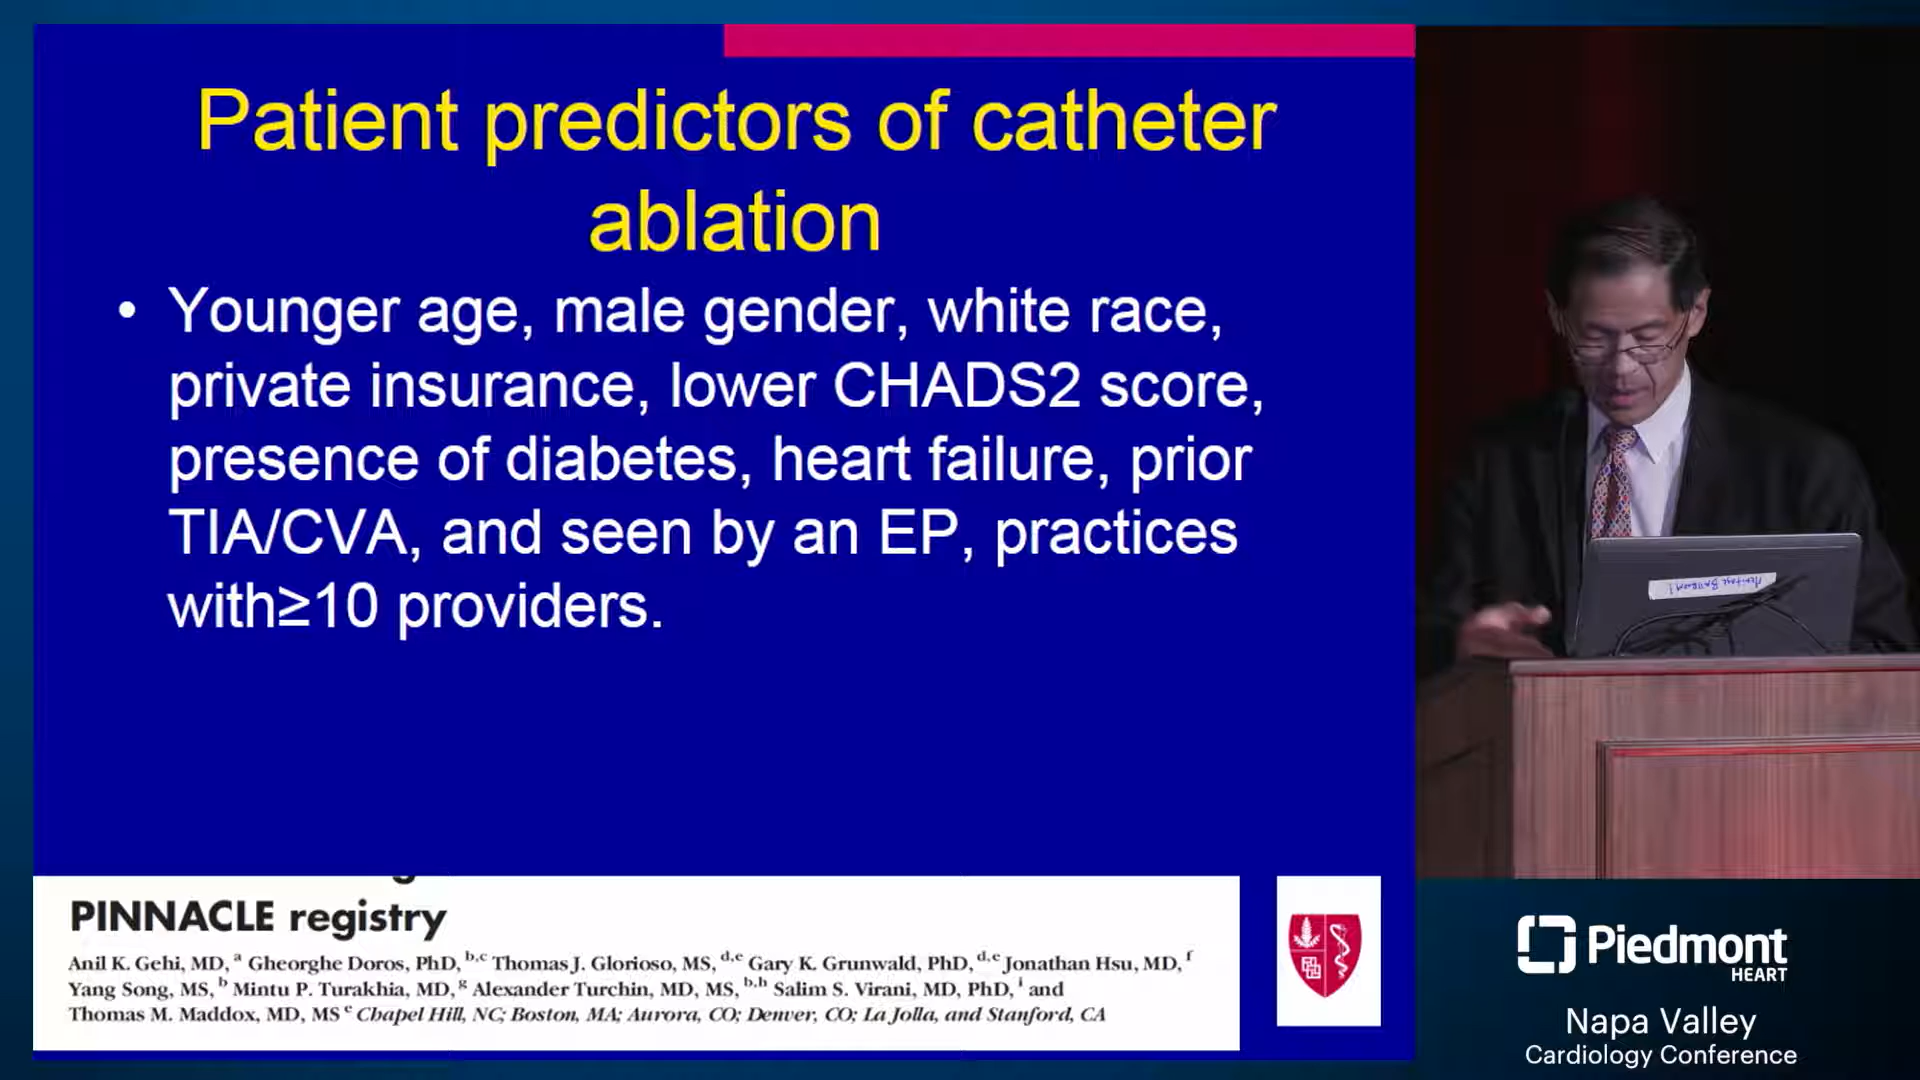 Patient predictors of catheter
ablation
• Younger age, male gender, white race,
private insurance, lower CHADS2 score,
presence of diabetes, heart failure, prior
TIA/CVA, and seen by an EP, practices
with≥10 providers.
PINNACLE registry
Anil K. Gehi, MD, a Gheorghe Doros, PhD, b,c Thomas J. Glorioso, MS, d,e Gary K. Grunwald, PhD, d,e Jonathan Hsu, MD, f
Yang Song, MS, b Mintu P. Turakhia, MD, g Alexander Turchin, MD, MS, b,h Salim S. Virani, MD, PhD, i and
Thomas M. Maddox, MD, MS e Chapel Hill, NC; Boston, MA; Aurora, CO; Denver, CO; La Jolla, and Stanford, CA
Piedmont
HEART
Napa Valley
Cardiology Conference